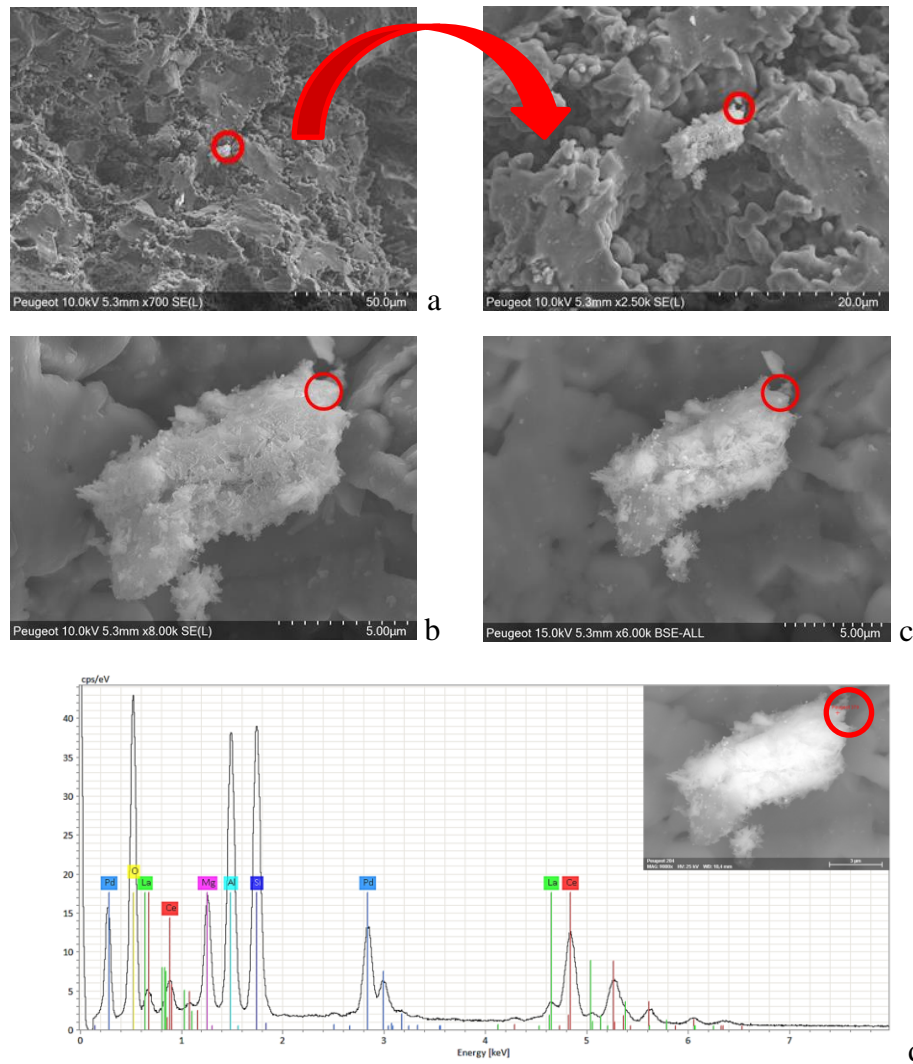 Peugeot 10.0kV 5.3mm x700 SE(L) 50.0µm
a
Peugeot 10.0kV 5.3mm x2.50k SE(L) 20.0µm
Peugeot 10.0kV 5.3mm x8.00k SE(L) 5.00µm
b
Peugeot 15.0kV 5.3mm x6.00k BSE-ALL 5.00µm
c
cps/eV
40
35
30
25
20
15
10
5
0
Pd
O
La
Ce
Mg
Al
Si
Pd
La
Ce
0 1 2 3 4 5 6 7
Energy [keV]
3 µm